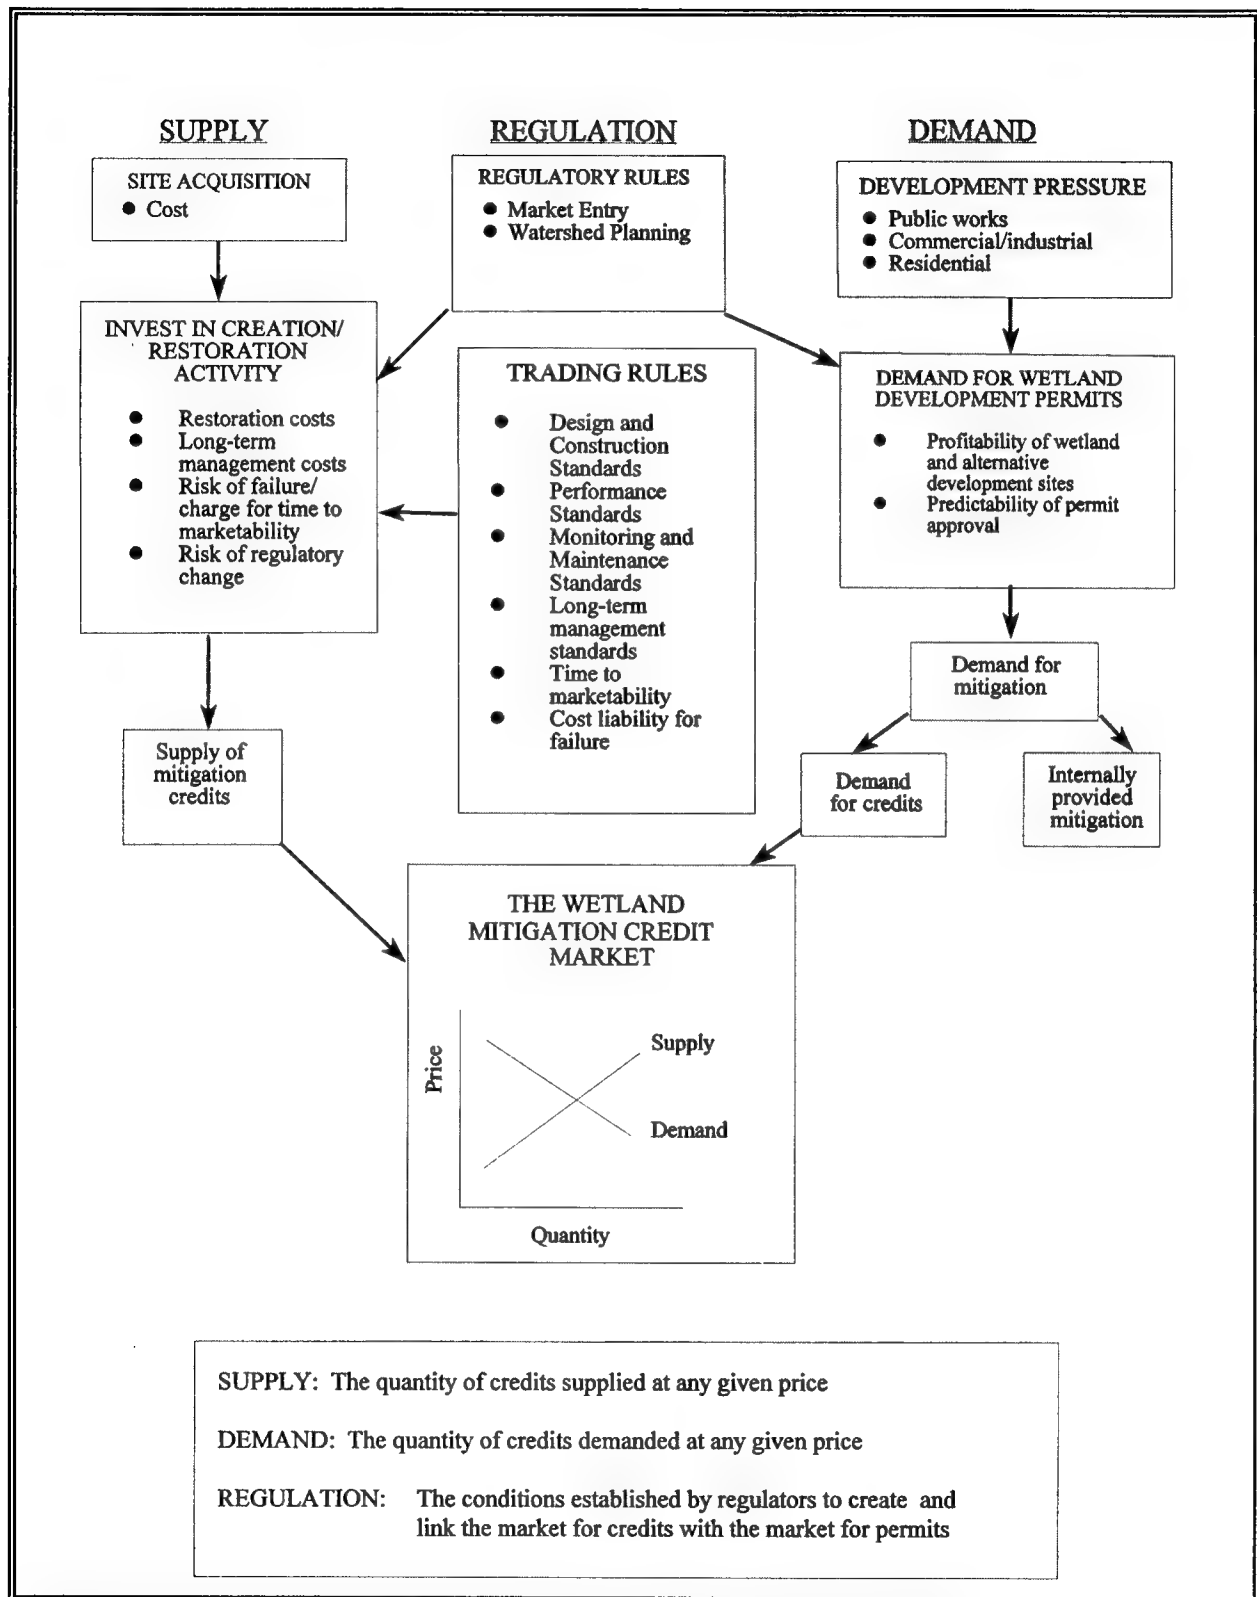 SUPPLY
SITE ACQUISITION
● Cost
INVEST IN CREATION/
RESTORATION
ACTIVITY
● Restoration costs
● Long-term
management costs
● Risk of failure/
charge for time to
marketability
● Risk of regulatory
change
Supply of
mitigation
credits
REGULATION
REGULATORY RULES
● Market Entry
● Watershed Planning
TRADING RULES
● Design and
Construction
Standards
● Performance
Standards
● Monitoring and
Maintenance
Standards
● Long-term
management
standards
● Time to
marketability
● Cost liability for
failure
DEMAND
DEVELOPMENT PRESSURE
● Public works
● Commercial/industrial
● Residential
DEMAND FOR WETLAND
DEVELOPMENT PERMITS
● Profitability of wetland
and alternative
development sites
● Predictability of permit
approval
Demand for
mitigation
Demand
for credits
Internally
provided
mitigation
THE WETLAND
MITIGATION CREDIT
MARKET
Price
Supply
Demand
Quantity
SUPPLY: The quantity of credits supplied at any given price
DEMAND: The quantity of credits demanded at any given price
REGULATION: The conditions established by regulators to create and
link the market for credits with the market for permits